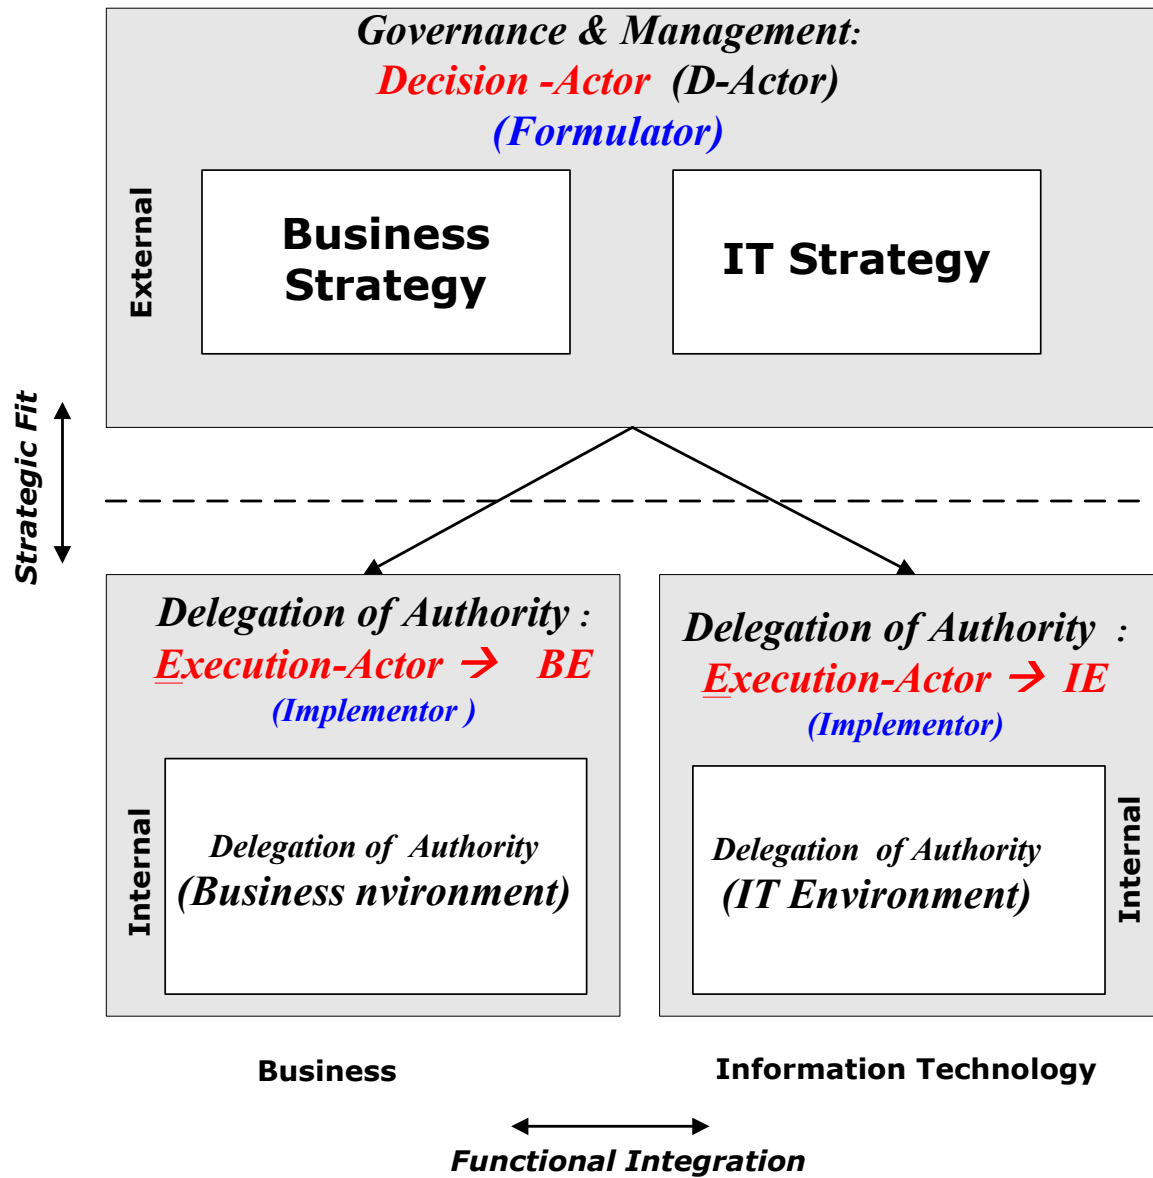 Governance & Management:
Decision -Actor (D-Actor)
(Formulator)
External
Business
Strategy
IT Strategy
Strategic Fit
Delegation of Authority :
Execution-Actor → BE
(Implementor )
Internal
Delegation of Authority
(Business nvironment)
Delegation of Authority :
Execution-Actor → IE
(Implementor)
Delegation of Authority
(IT Environment)
Internal
Business
Information Technology
Functional Integration